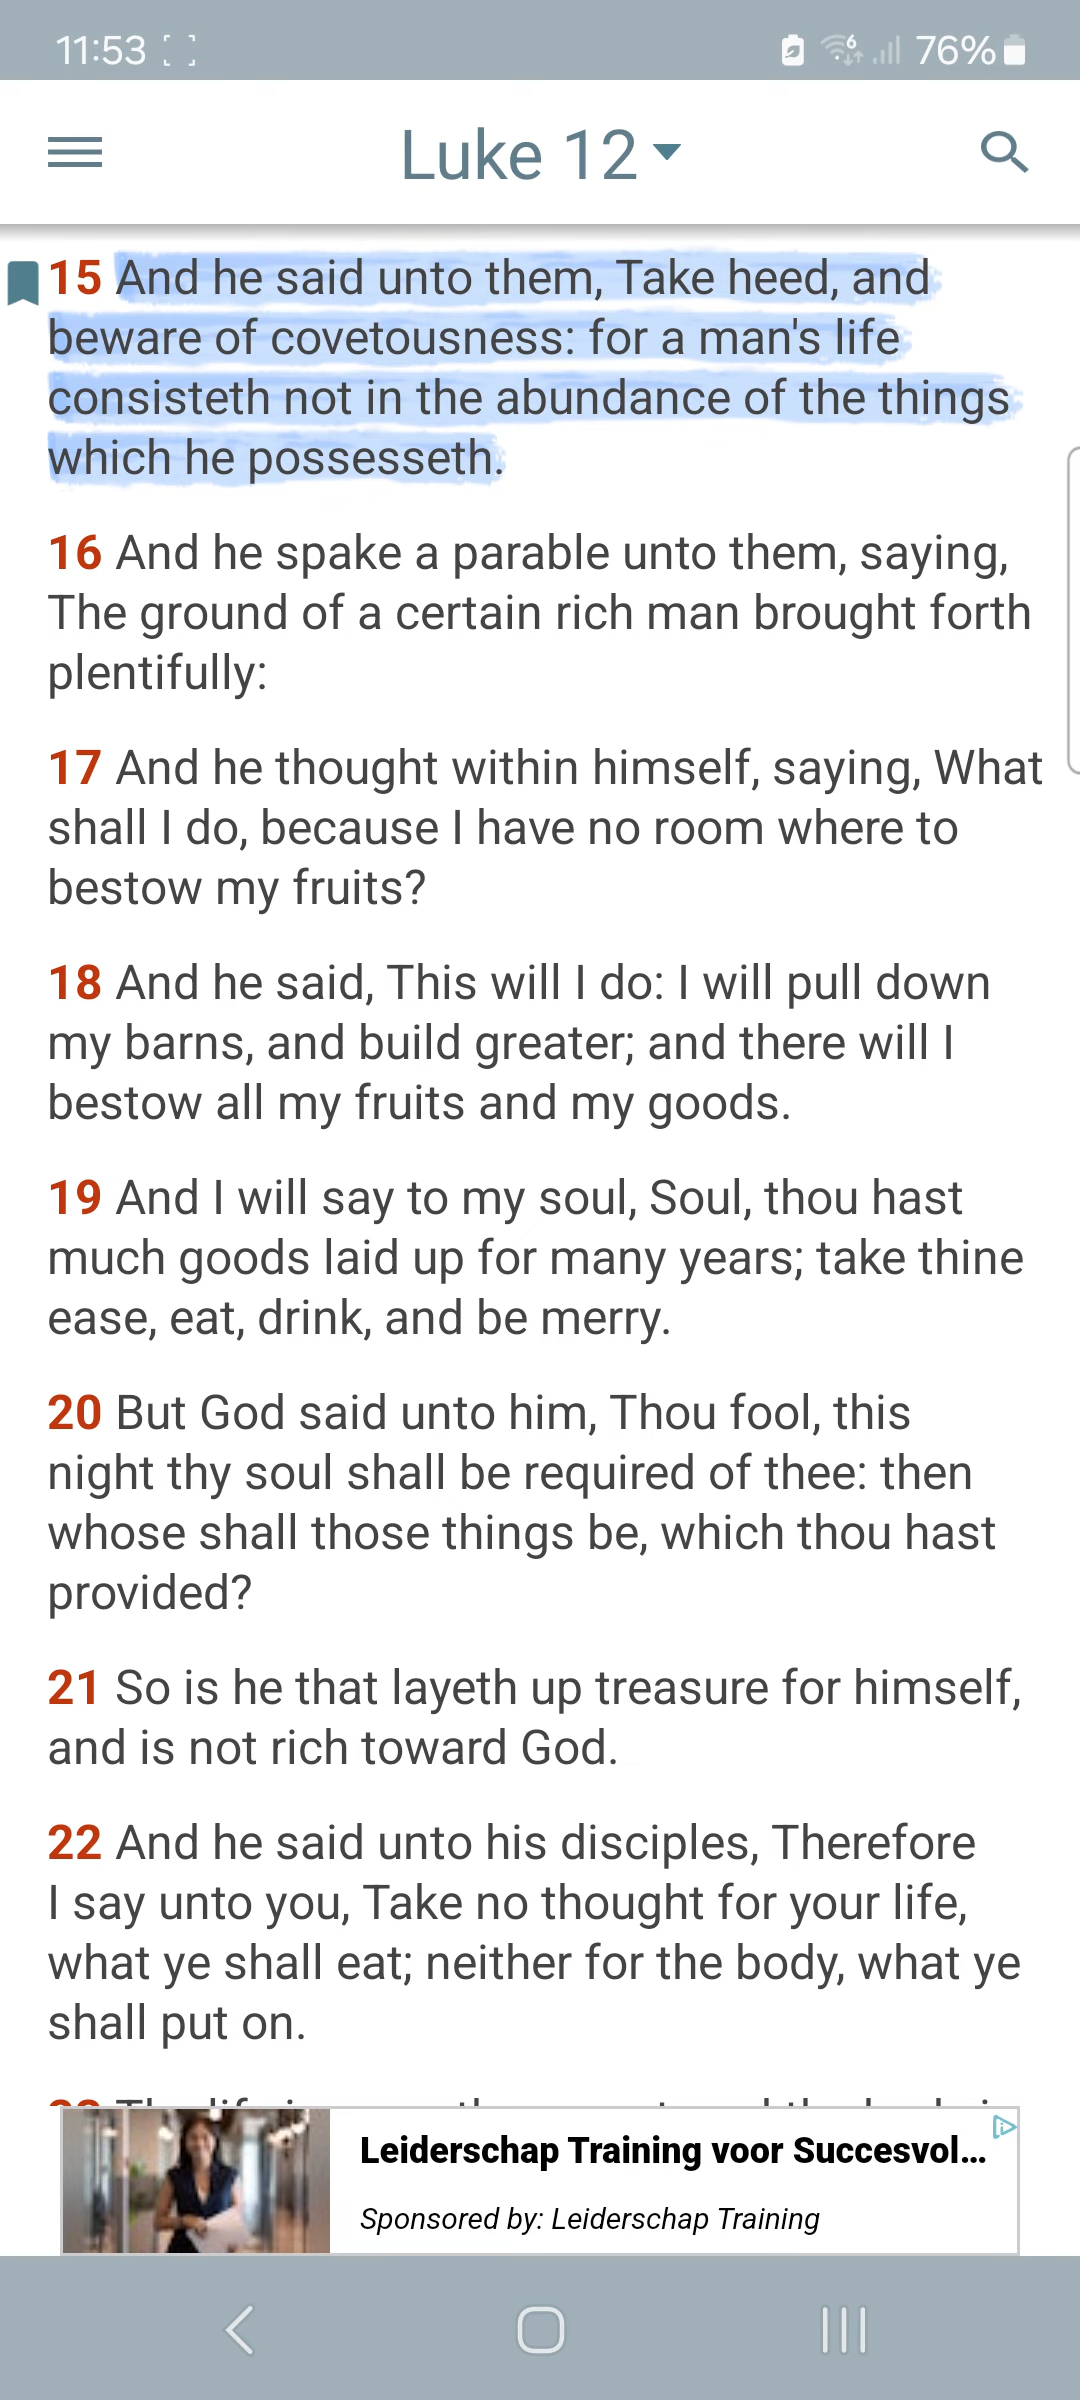 11:53
76%
Luke 12
15 And he said unto them, Take heed, and
beware of covetousness: for a man's life
consisteth not in the abundance of the things
which he possesseth.
16 And he spake a parable unto them, saying,
The ground of a certain rich man brought forth
plentifully:
17 And he thought within himself, saying, What
shall I do, because I have no room where to
bestow my fruits?
18 And he said, This will I do: I will pull down
my barns, and build greater; and there will I
bestow all my fruits and my goods.
19 And I will say to my soul, Soul, thou hast
much goods laid up for many years; take thine
ease, eat, drink, and be merry.
20 But God said unto him, Thou fool, this
night thy soul shall be required of thee: then
whose shall those things be, which thou hast
provided?
21 So is he that layeth up treasure for himself,
and is not rich toward God.
22 And he said unto his disciples, Therefore
I say unto you, Take no thought for your life,
what ye shall eat; neither for the body, what ye
shall put on.
Leiderschap Training voor Succesvol...
Sponsored by: Leiderschap Training